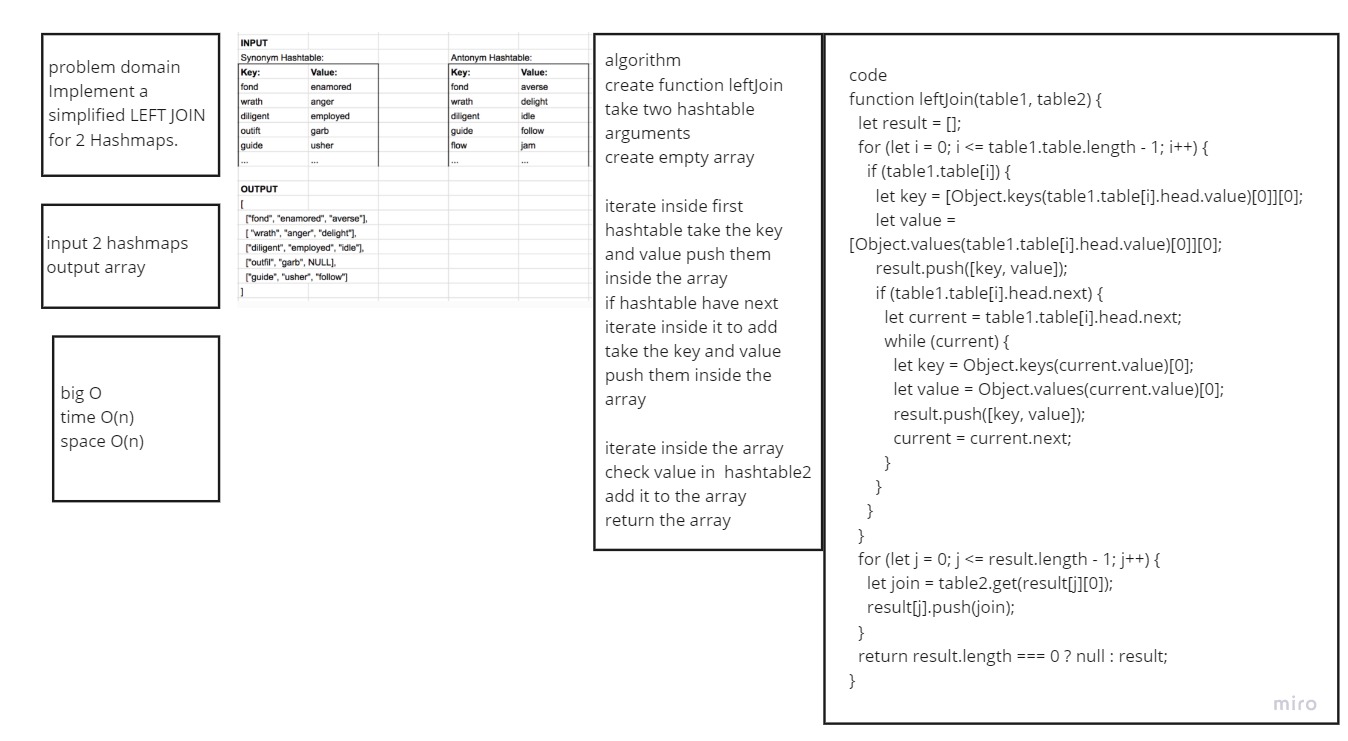 problem domain
Implement a
simplified LEFT JOIN
for 2 Hashmaps.
input 2 hashmaps
output array
big O
time O(n)
space O(n)
INPUT
Synonym Hashtable: Antonym Hashtable:
Key: Value: Key: Value:
fond enamored fond averse
wrath anger wrath delight
diligent employed diligent idle
outift garb guide follow
guide usher flow jam
... ... ... ...
OUTPUT
[
["fond", "enamored", "averse"],
[ "wrath", "anger", "delight"],
["diligent", "employed", "idle"],
["outfil", "garb", NULL],
["guide", "usher", "follow"]
]
algorithm
create function leftJoin
take two hashtable
arguments
create empty array
iterate inside first
hashtable take the key
and value push them
inside the array
if hashtable have next
iterate inside it to add
take the key and value
push them inside the
array
iterate inside the array
check value in hashtable2
add it to the array
return the array
code
function leftJoin(table1, table2) {
let result = [];
for (let i = 0; i <= table1.table.length - 1; i++) {
if (table1.table[i]) {
let key = [Object.keys(table1.table[i].head.value)[0]][0];
let value =
[Object.values(table1.table[i].head.value)[0]][0];
result.push([key, value]);
if (table1.table[i].head.next) {
let current = table1.table[i].head.next;
while (current) {
let key = Object.keys(current.value)[0];
let value = Object.values(current.value)[0];
result.push([key, value]);
current = current.next;
}
}
}
}
for (let j = 0; j <= result.length - 1; j++) {
let join = table2.get(result[j][0]);
result[j].push(join);
}
return result.length === 0 ? null : result;
}
miro